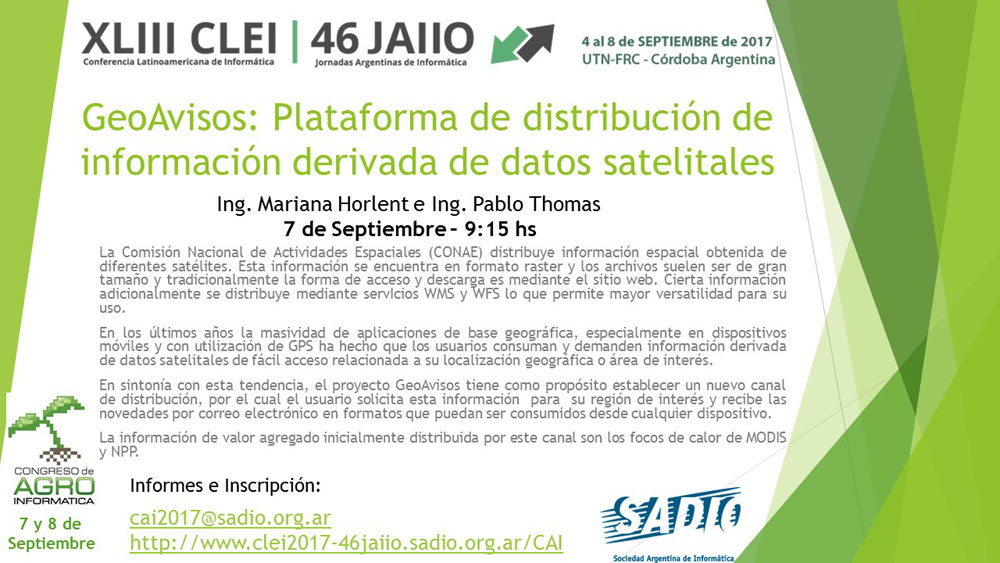 XLIII CLEI | 46 JAIIO
Conferencia Latinoamericana de Informática
Jornadas Argentinas de Informática
4 al 8 de SEPTIEMBRE de 2017
UTN-FRC - Córdoba Argentina
GeoAvisos: Plataforma de distribución de
información derivada de datos satelitales
Ing. Mariana Horlent e Ing. Pablo Thomas
7 de Septiembre – 9:15 hs
La Comisión Nacional de Actividades Espaciales (CONAE) distribuye información espacial obtenida de
diferentes satélites. Esta información se encuentra en formato raster y los archivos suelen ser de gran
tamaño y tradicionalmente la forma de acceso y descarga es mediante el sitio web. Cierta información
adicionalmente se distribuye mediante servicios WMS y WFS lo que permite mayor versatilidad para su
uso.
En los últimos años la masividad de aplicaciones de base geográfica, especialmente en dispositivos
móviles y con utilización de GPS ha hecho que los usuarios consuman y demanden información derivada
de datos satelitales de fácil acceso relacionada a su localización geográfica o área de interés.
En sintonía con esta tendencia, el proyecto GeoAvisos tiene como propósito establecer un nuevo canal
de distribución, por el cual el usuario solicita esta información para su región de interés y recibe las
novedades por correo electrónico en formatos que puedan ser consumidos desde cualquier dispositivo.
La información de valor agregado inicialmente distribuida por este canal son los focos de calor de MODIS
y NPP.
CONGRESO de
AGRO
INFORMATICA
7 y 8 de
Septiembre
Informes e Inscripción:
cai2017@sadio.org.ar
http://www.clei2017-46jaiio.sadio.org.ar/CAI
SADIO
Sociedad Argentina de Informática